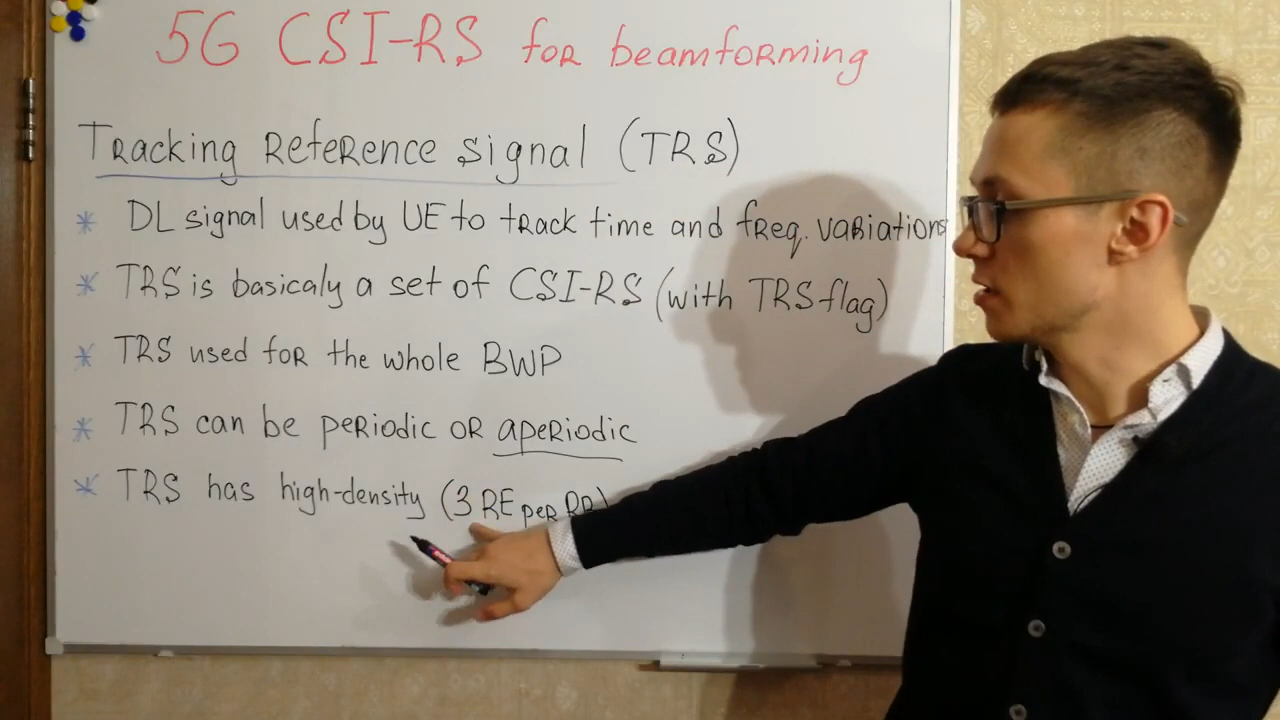 5G CSI-RS for beamforming
Tracking Reference Signal (TRS)
* DL signal used by UE to track time and freq. variations
* TRS is basicaly a set of CSI-RS (with TRS flag)
* TRS used for the whole BWP
* TRS can be periodic or aperiodic
* TRS has high-density (3 RE per RB)